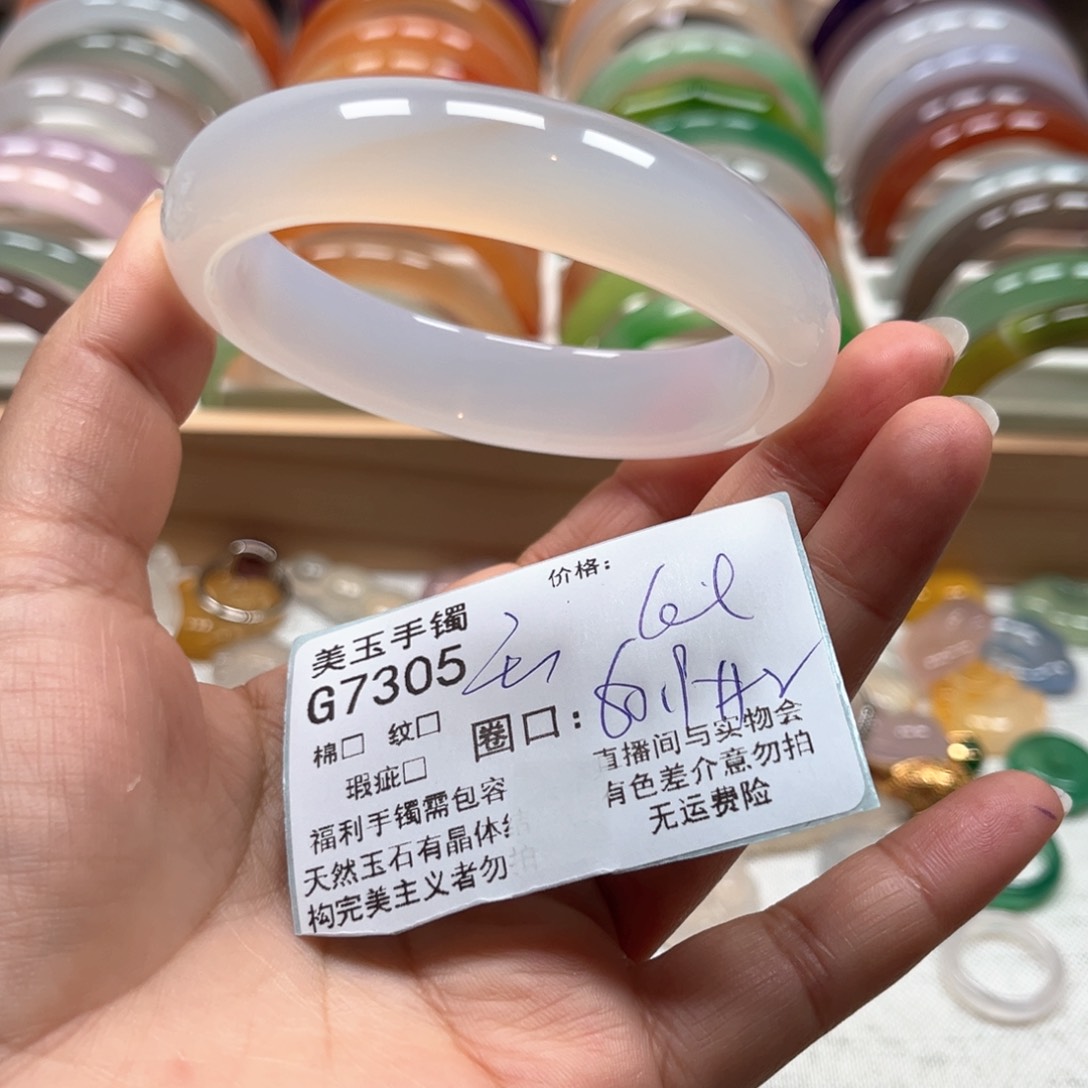 价格：
美玉手镯
G7305
棉□ 纹□ 圈口：
瑕疵□
福利手镯需包容
天然玉石有晶体
构完美主义者勿
直播间与实物会
有色差介意勿拍
无运费险